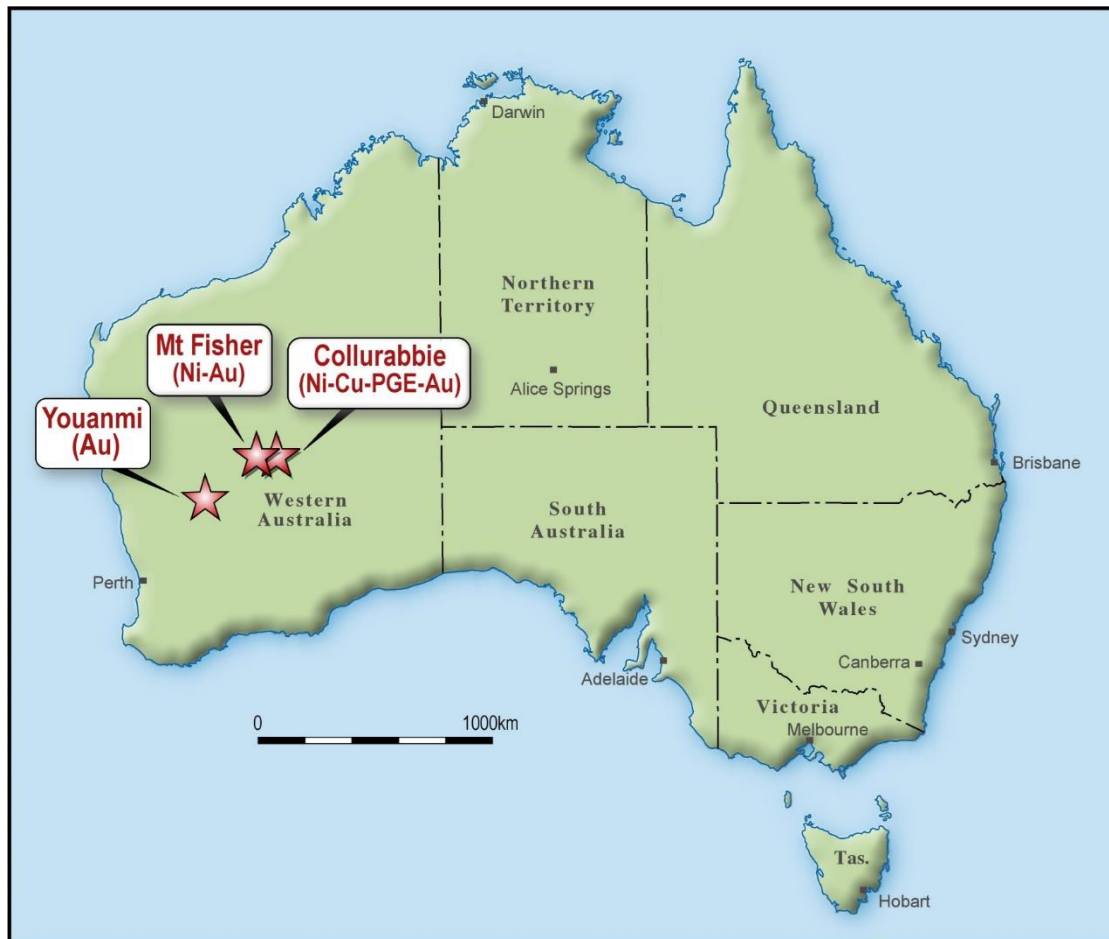 Darwin
Northern
Territory
Mt Fisher
(Ni-Au)
Collurabbie
(Ni-Cu-PGE-Au)
Alice Springs
Queensland
Youanmi
(Au)
Brisbane
Western
Australia
South
Australia
Perth
New South
Wales
Sydney
Canberra
Adelaide
Victoria
Melbourne
0 1000km
Tas.
Hobart